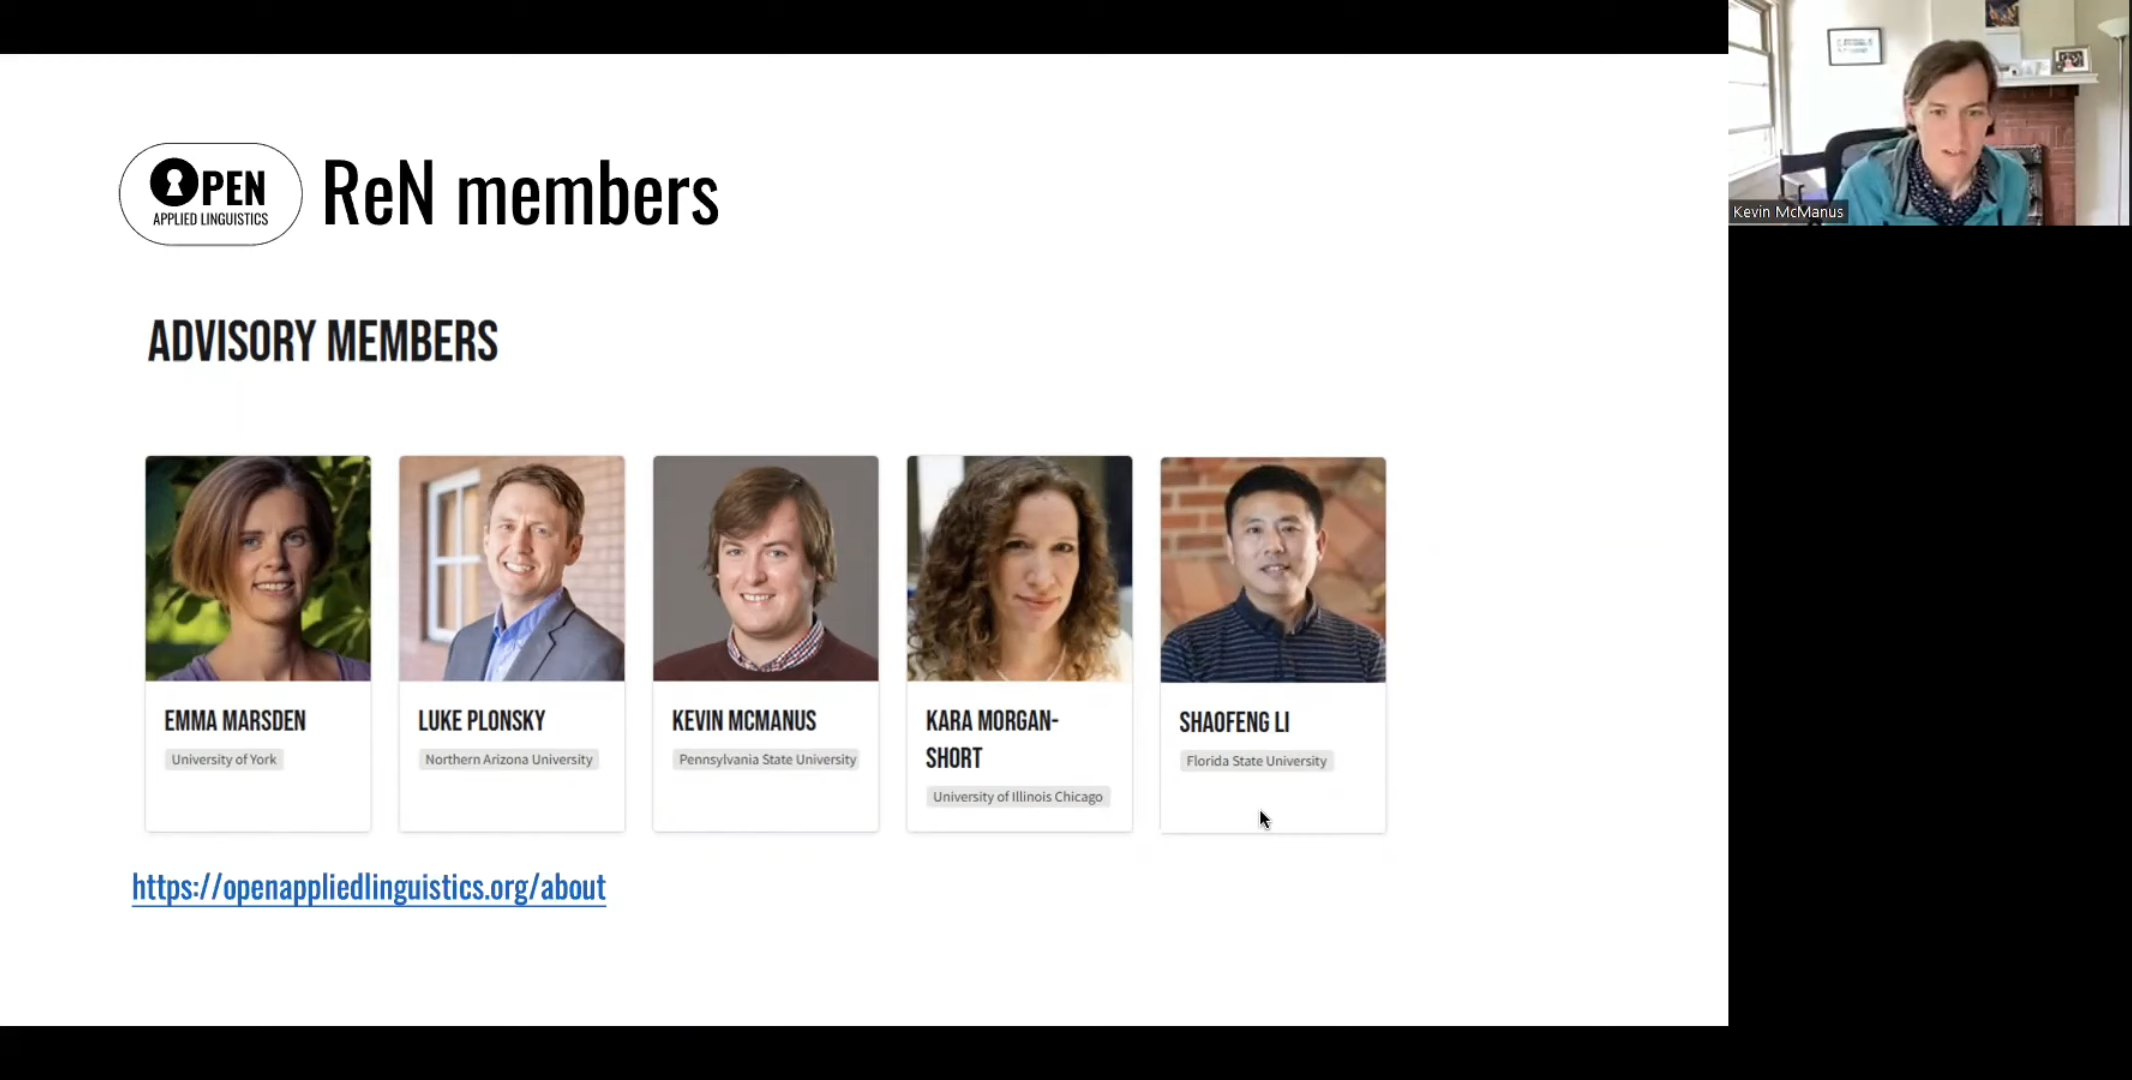 OPEN
APPLIED LINGUISTICS
ReN members
ADVISORY MEMBERS
EMMA MARSDEN
University of York
LUKE PLONSKY
Northern Arizona University
KEVIN MCMANUS
Pennsylvania State University
KARA MORGAN-
SHORT
University of Illinois Chicago
SHAOFENG LI
Florida State University
https://openappliedlinguistics.org/about
Kevin McManus